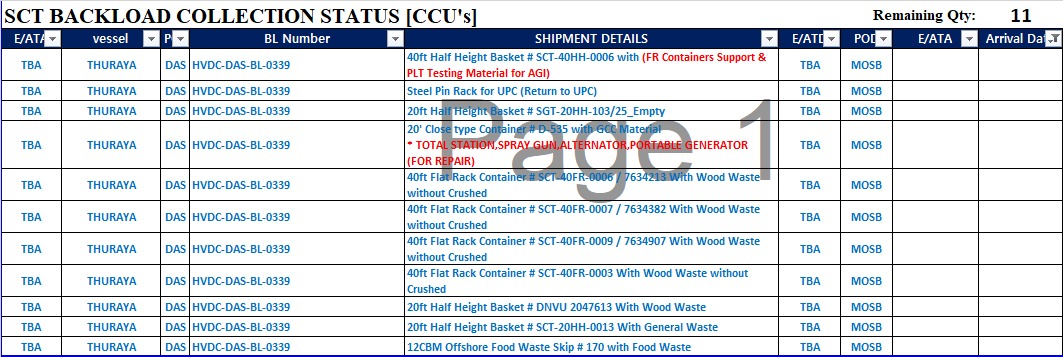 SCT BACKLOAD COLLECTION STATUS [CCU's] Remaining Qty: 11
E/ATA vessel BL Number SHIPMENT DETAILS E/ATD POD E/ATA Arrival Dat
TBA THURAYA DAS HVDC-DAS-BL-0339 40ft Half Height Basket # SCT-40HH-0006 with (FR Containers Support &
PLT Testing Material for AGI) TBA MOSB
TBA THURAYA DAS HVDC-DAS-BL-0339 Steel Pin Rack for UPC (Return to UPC) TBA MOSB
TBA THURAYA DAS HVDC-DAS-BL-0339 20ft Half Height Basket # SGT-20HH-103/25_Empty TBA MOSB
TBA THURAYA DAS HVDC-DAS-BL-0339 20' Close type Container # D-535 with GCC Material
* TOTAL STATION,SPRAY GUN,ALTERNATOR,PORTABLE GENERATOR
(FOR REPAIR) TBA MOSB
TBA THURAYA DAS HVDC-DAS-BL-0339 40ft Flat Rack Container # SCT-40FR-0006 / 7634213 With Wood Waste
without Crushed TBA MOSB
TBA THURAYA DAS HVDC-DAS-BL-0339 40ft Flat Rack Container # SCT-40FR-0007 / 7634382 With Wood Waste
without Crushed TBA MOSB
TBA THURAYA DAS HVDC-DAS-BL-0339 40ft Flat Rack Container # SCT-40FR-0009 / 7634907 With Wood Waste
without Crushed TBA MOSB
TBA THURAYA DAS HVDC-DAS-BL-0339 40ft Flat Rack Container # SCT-40FR-0003 With Wood Waste without
Crushed TBA MOSB
TBA THURAYA DAS HVDC-DAS-BL-0339 20ft Half Height Basket # DNVU 2047613 With Wood Waste TBA MOSB
TBA THURAYA DAS HVDC-DAS-BL-0339 20ft Half Height Basket # SCT-20HH-0013 With General Waste TBA MOSB
TBA THURAYA DAS HVDC-DAS-BL-0339 12CBM Offshore Food Waste Skip # 170 with Food Waste TBA MOSB
Page 1